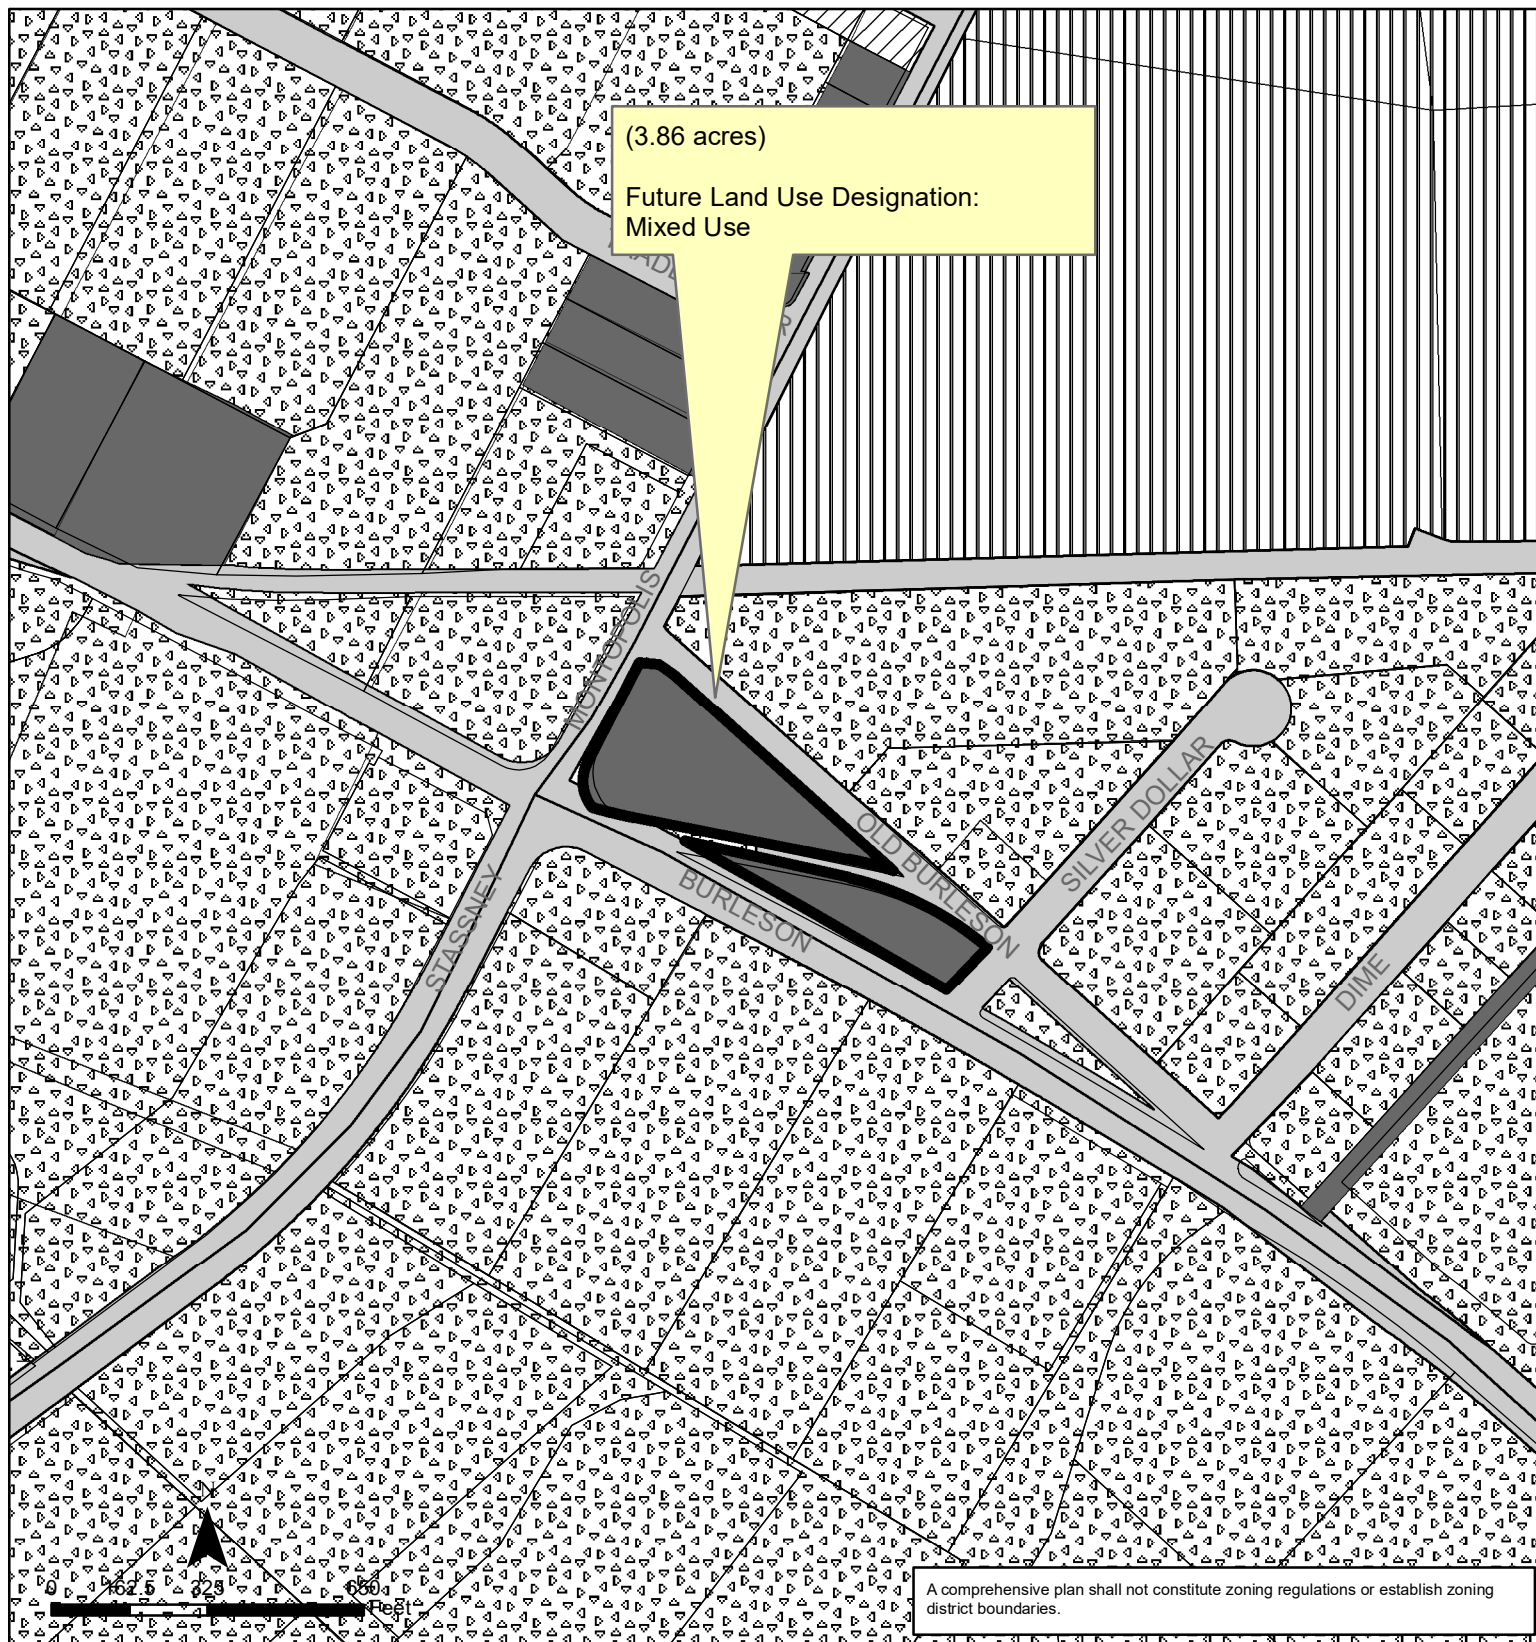 (3.86 acres)
Future Land Use Designation:
Mixed Use
MONTOPOLIS
OLD BURLESON
SILVER DOLLAR
BURLESON
STASSNEY
DIME
N
0 162.5 325 650
Feet
A comprehensive plan shall not constitute zoning regulations or establish zoning
district boundaries.